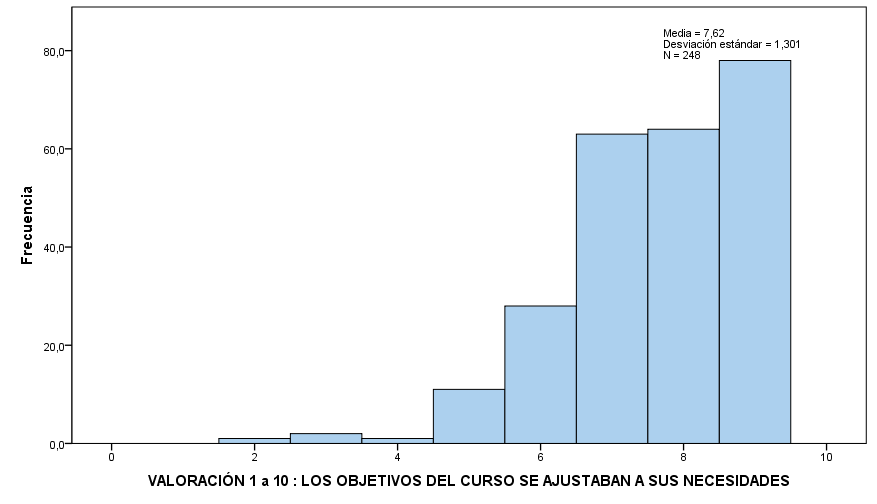 Media = 7,62
Desviación estándar = 1,301
N = 248
80,0
60,0
40,0
20,0
0,0
Frecuencia
0 2 4 6 8 10
VALORACIÓN 1 a 10 : LOS OBJETIVOS DEL CURSO SE AJUSTABAN A SUS NECESIDADES